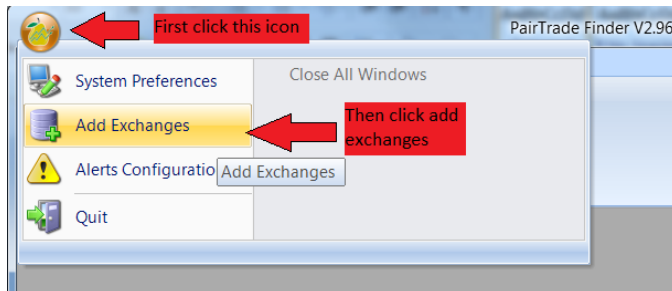 First click this icon
PairTrade Finder V2.96
System Preferences
Close All Windows
Add Exchanges
Then click add
exchanges
Alerts Configuratio
Add Exchanges
Quit